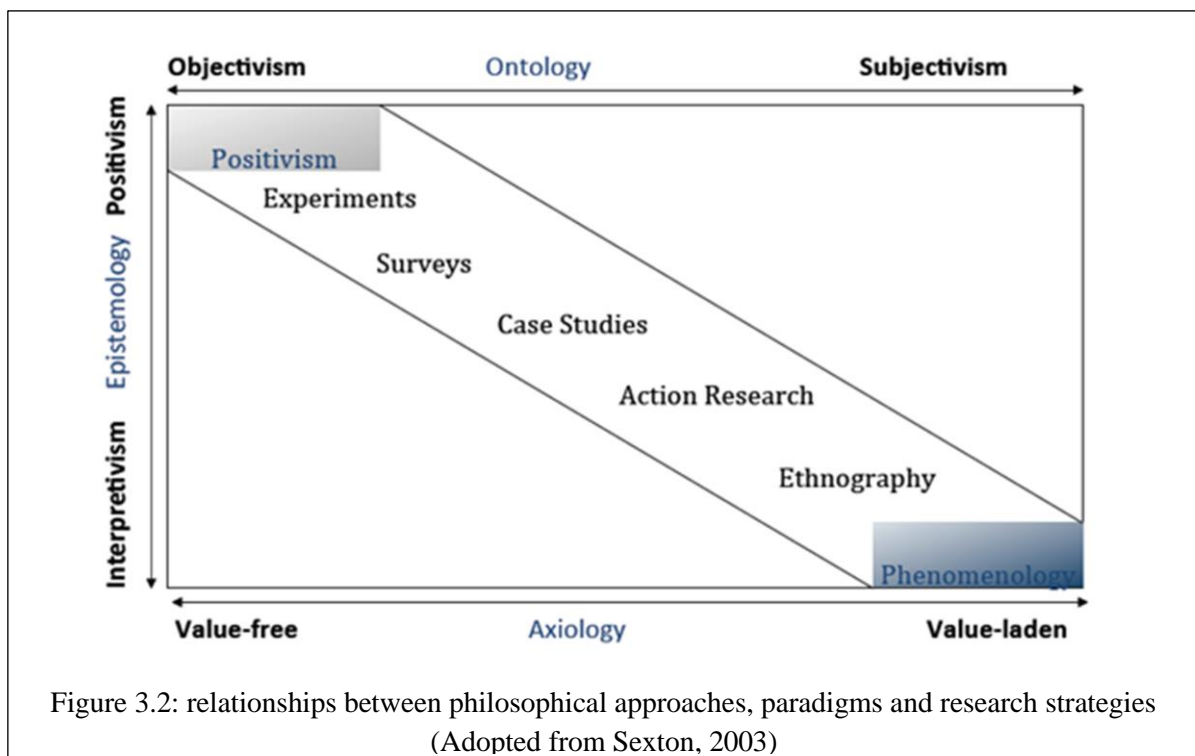 Objectivism Ontology Subjectivism
Positivism
Epistemology
Interpretivism
Positivism
Experiments
Surveys
Case Studies
Action Research
Ethnography
Phenomenology
Value-free Axiology Value-laden
Figure 3.2: relationships between philosophical approaches, paradigms and research strategies
(Adopted from Sexton, 2003)